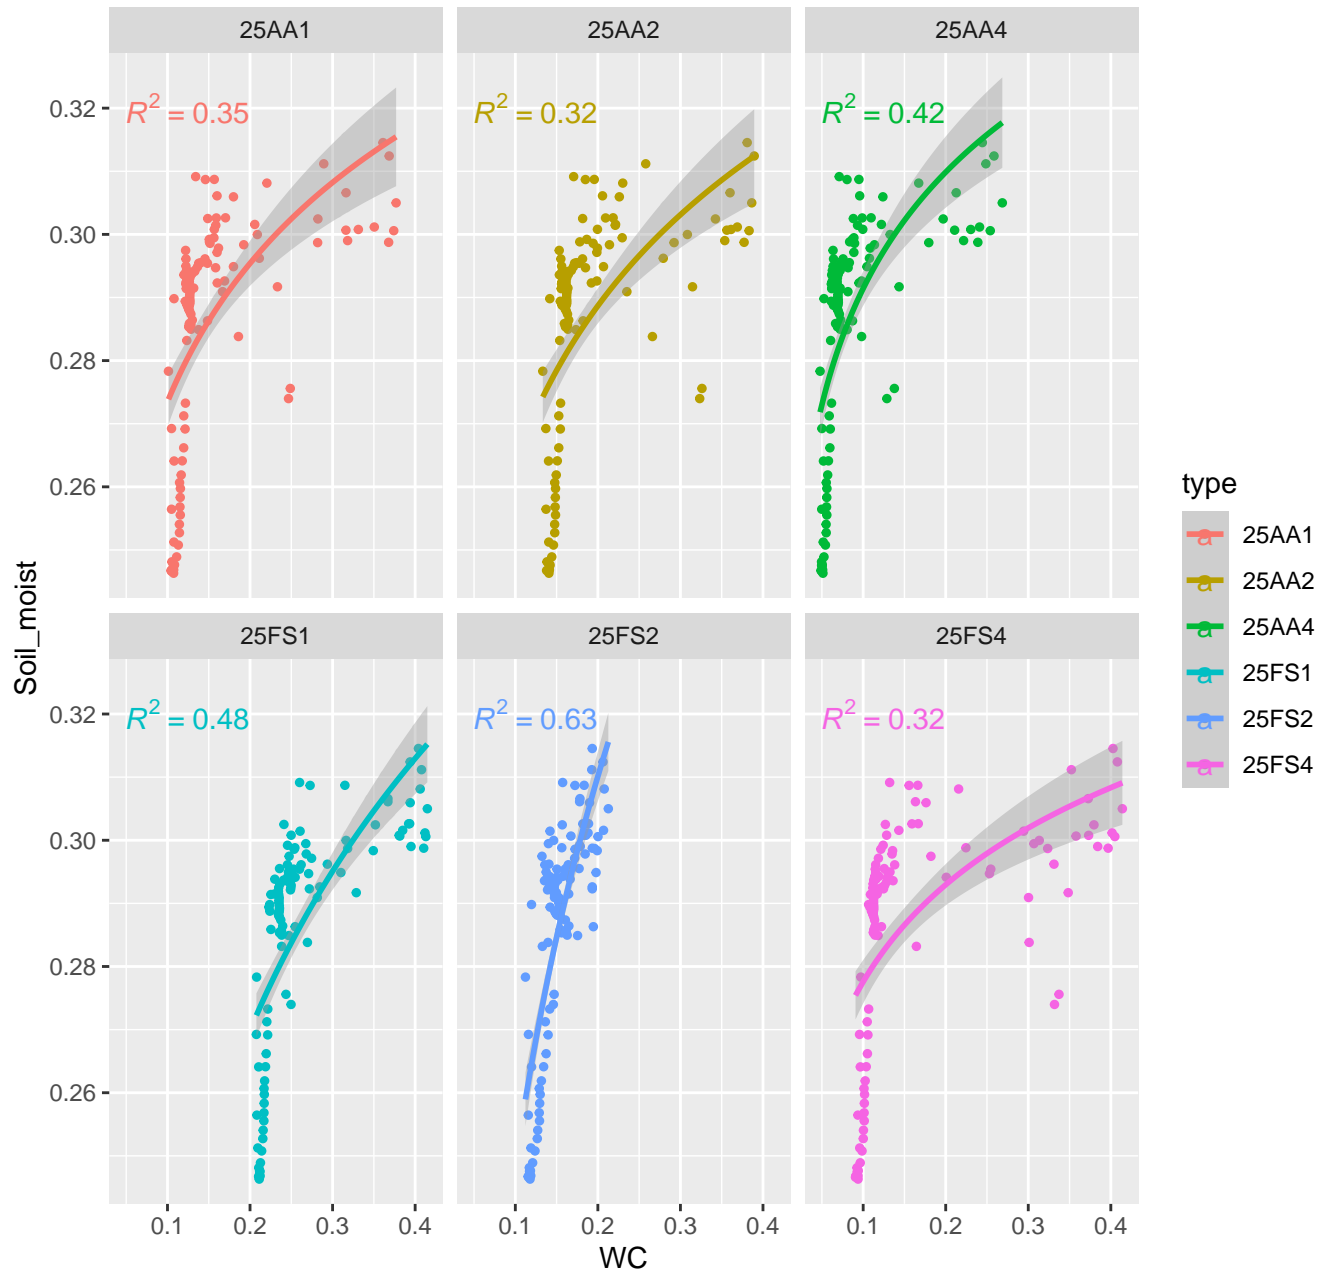 25AA1 25AA2 25AA4
R² = 0.35 R² = 0.32 R² = 0.42
0.32
0.30
0.28
0.26
25FS1 25FS2 25FS4
R² = 0.48 R² = 0.63 R² = 0.32
0.32
0.30
0.28
0.26
0.1 0.2 0.3 0.4 0.1 0.2 0.3 0.4 0.1 0.2 0.3 0.4
WC
Soil_moist
type
a 25AA1
a 25AA2
a 25AA4
a 25FS1
a 25FS2
a 25FS4